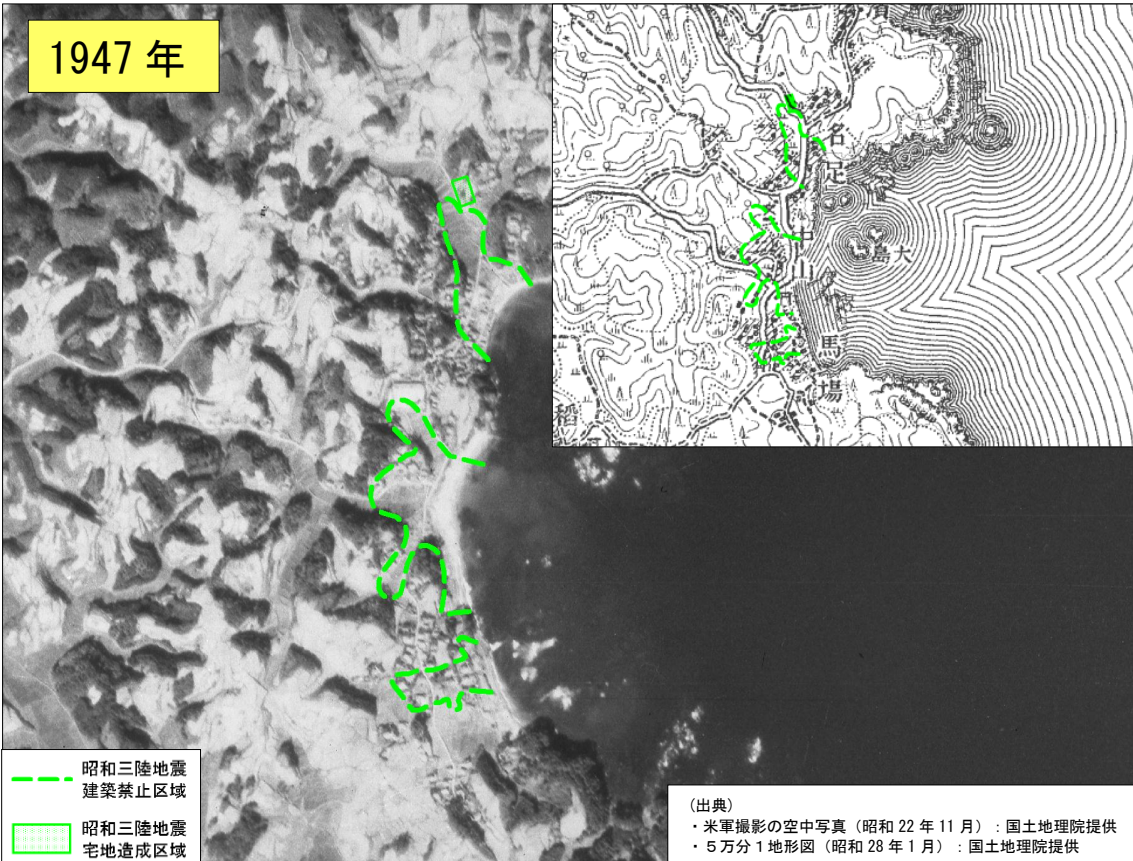 1947 年
名足
中山
大島
馬場
稻
昭和三陸地震
建築禁止区域
昭和三陸地震
宅地造成区域
(出典)
・米軍撮影の空中写真（昭和 22 年 11 月）：国土地理院提供
・５万分１地形図（昭和 28 年 1 月）：国土地理院提供